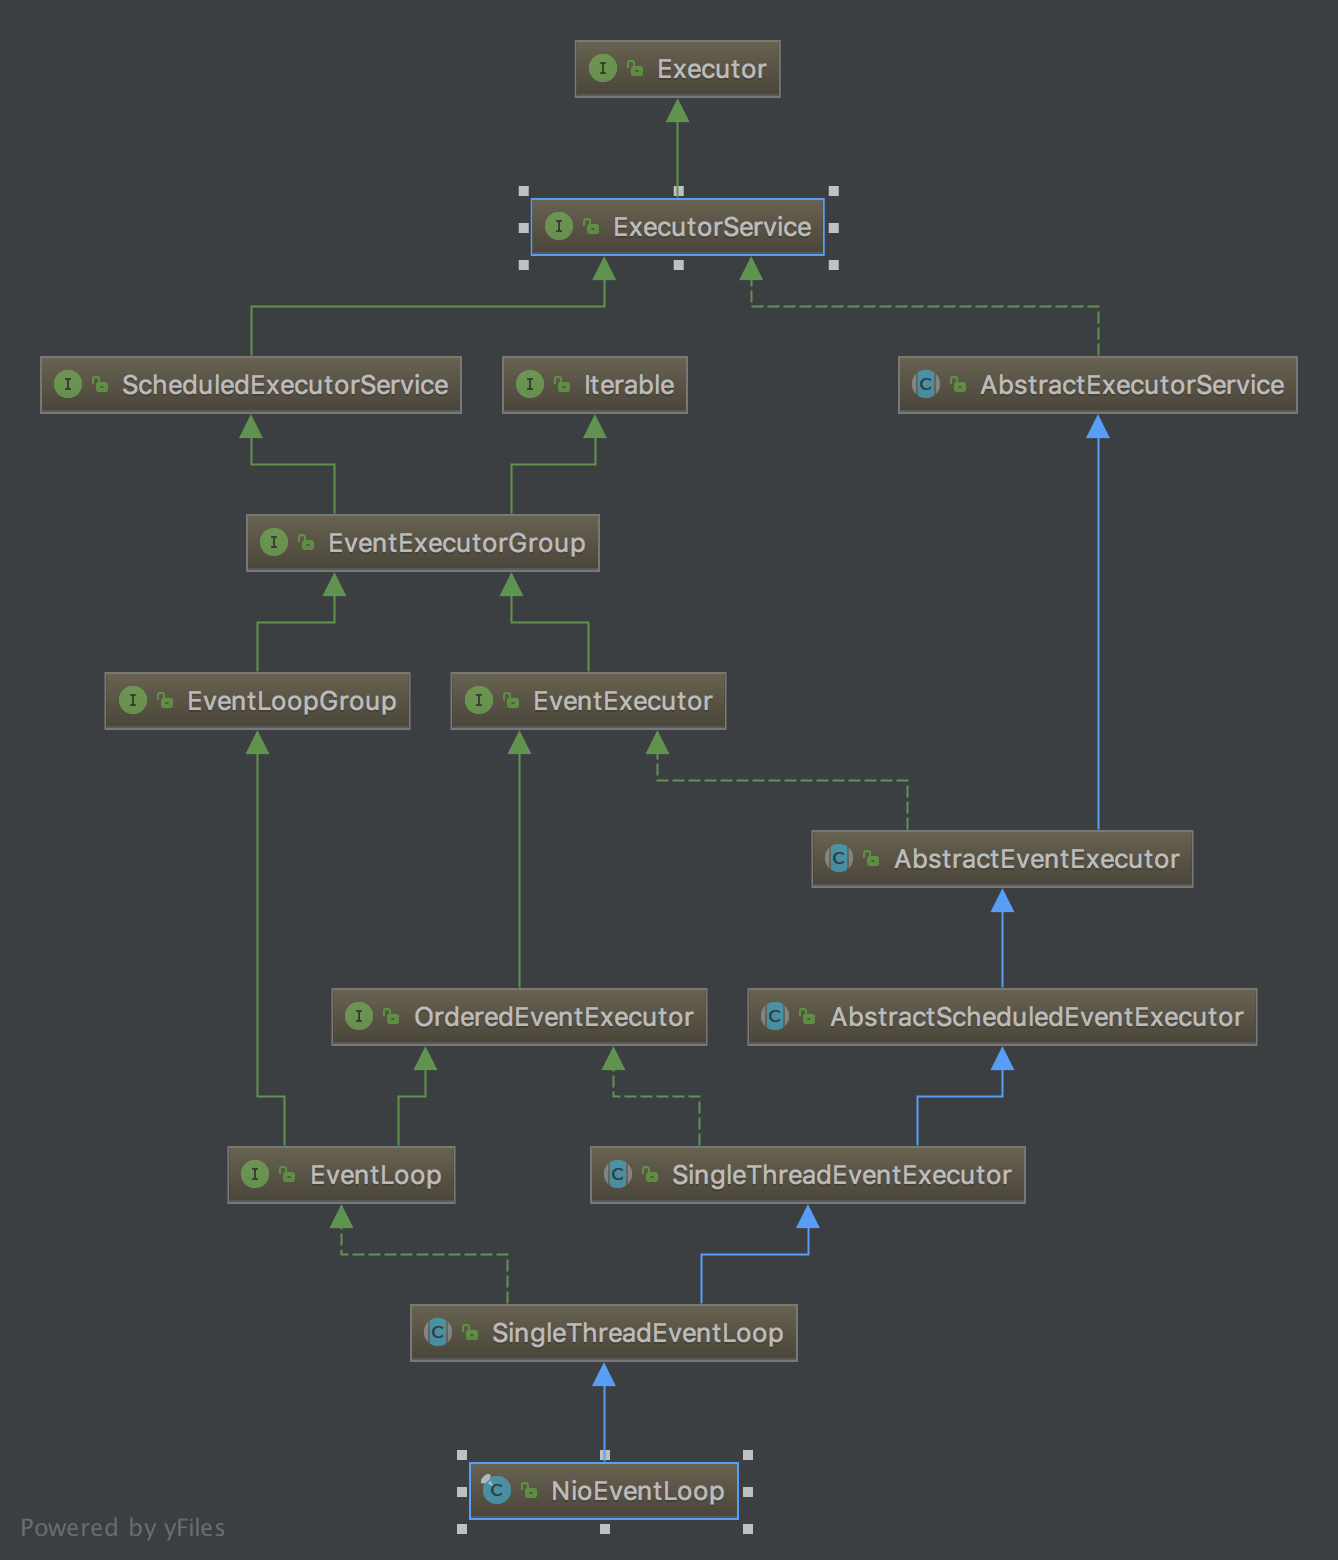 Executor
ExecutorService
ScheduledExecutorService
Iterable
AbstractExecutorService
EventExecutorGroup
EventLoopGroup
EventExecutor
AbstractEventExecutor
OrderedEventExecutor
AbstractScheduledEventExecutor
EventLoop
SingleThreadEventExecutor
SingleThreadEventLoop
NioEventLoop
Powered by yFiles